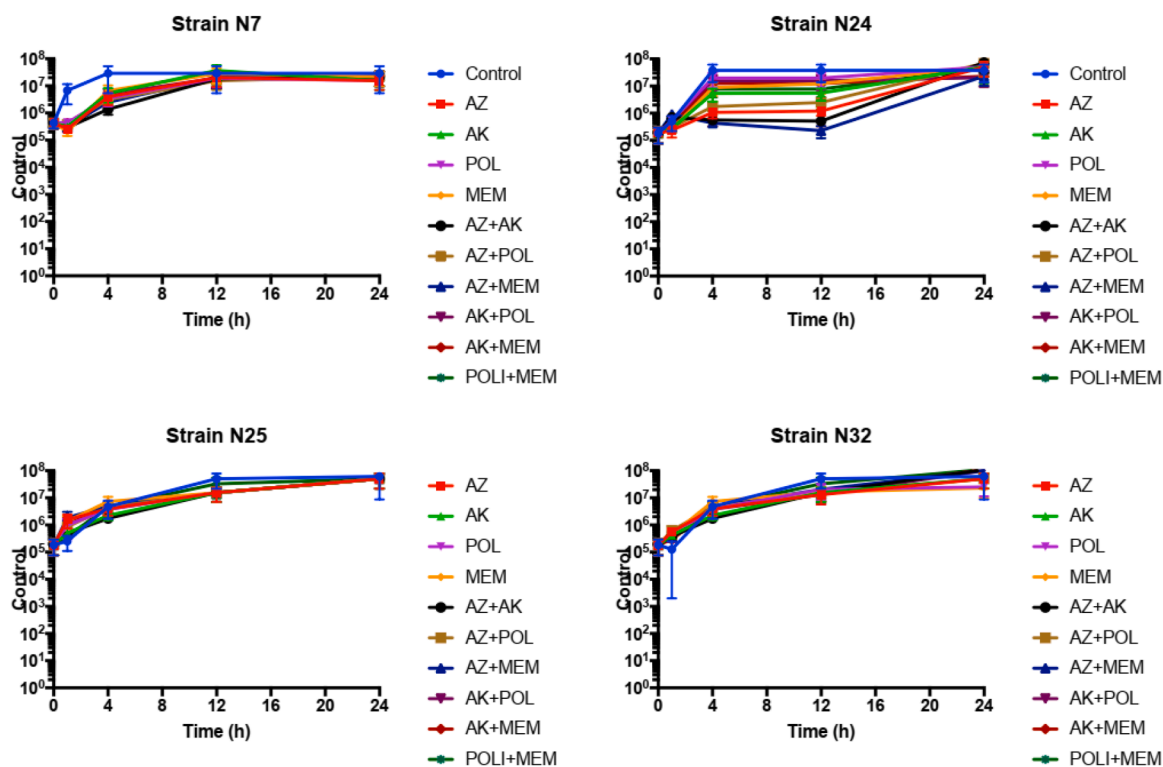 Strain N7
Control
10⁸
10⁷
10⁶
10⁵
10⁴
10³
10²
10¹
10⁰
0 4 8 12 16 20 24
Time (h)
Control
AZ
AK
POL
MEM
AZ+AK
AZ+POL
AZ+MEM
AK+POL
AK+MEM
POLI+MEM
Strain N24
Control
10⁸
10⁷
10⁶
10⁵
10⁴
10³
10²
10¹
10⁰
0 4 8 12 16 20 24
Time (h)
Control
AZ
AK
POL
MEM
AZ+AK
AZ+POL
AZ+MEM
AK+POL
AK+MEM
POLI+MEM
Strain N25
Control
10⁸
10⁷
10⁶
10⁵
10⁴
10³
10²
10¹
10⁰
0 4 8 12 16 20 24
Time (h)
AZ
AK
POL
MEM
AZ+AK
AZ+POL
AZ+MEM
AK+POL
AK+MEM
POLI+MEM
Strain N32
Control
10⁸
10⁷
10⁶
10⁵
10⁴
10³
10²
10¹
10⁰
0 4 8 12 16 20 24
Time (h)
AZ
AK
POL
MEM
AZ+AK
AZ+POL
AZ+MEM
AK+POL
AK+MEM
POLI+MEM